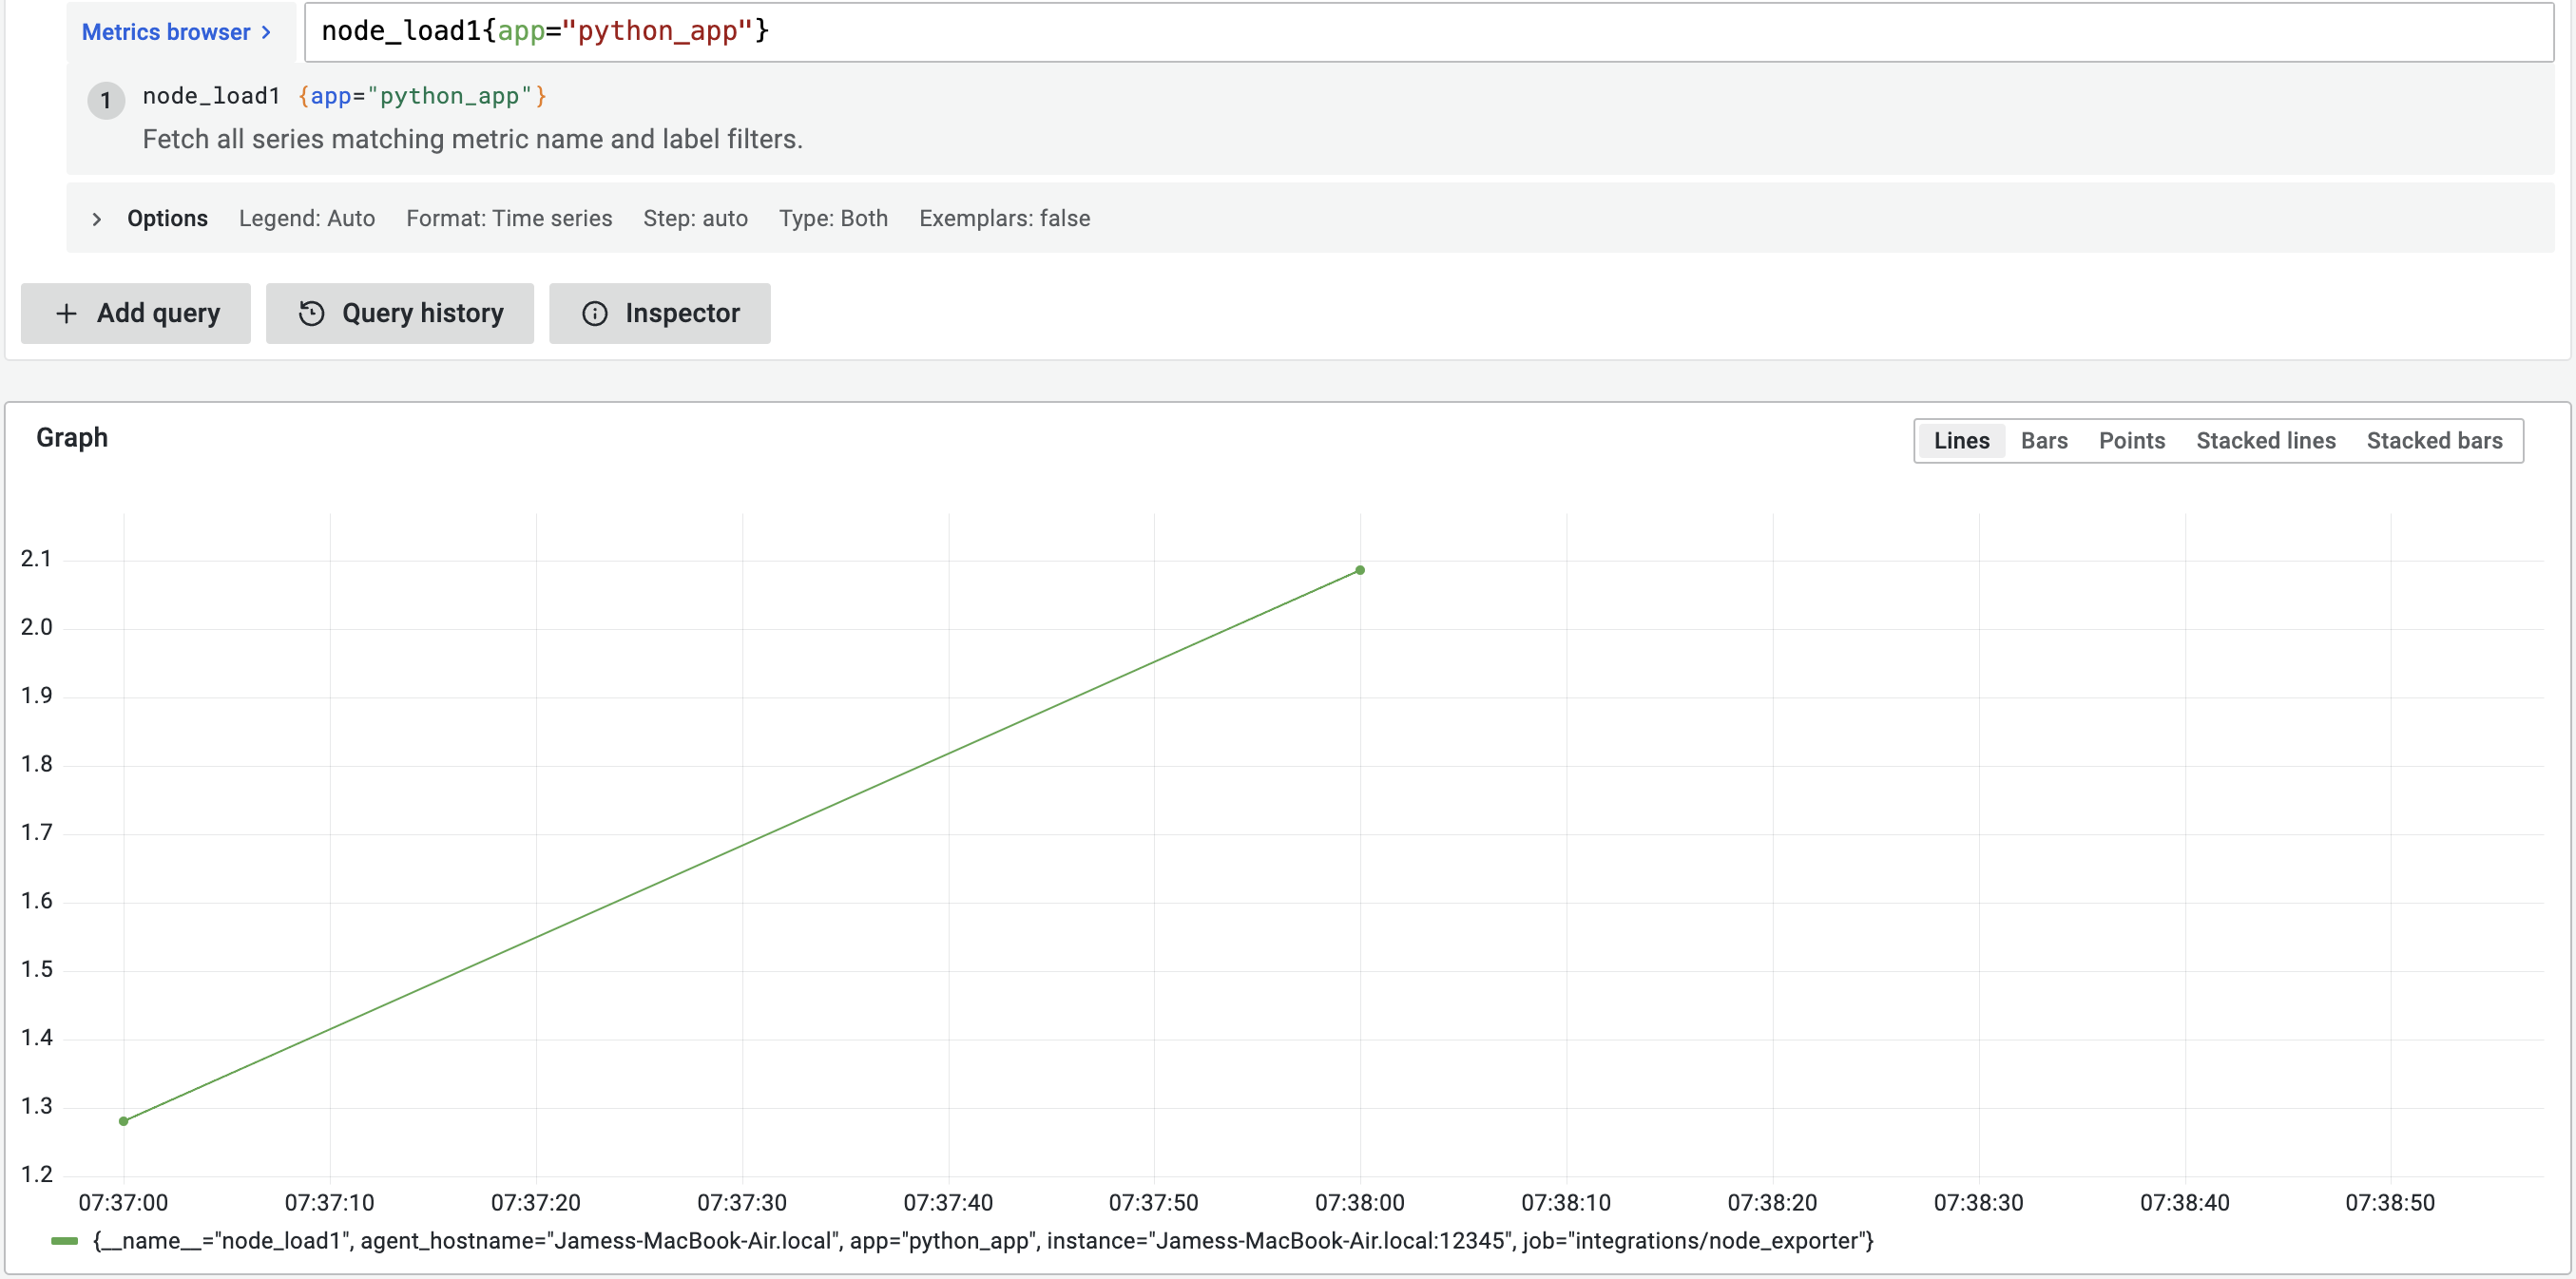 Metrics browser > node_load1{app="python_app"}
1 node_load1 {app="python_app"}
Fetch all series matching metric name and label filters.
> Options Legend: Auto Format: Time series Step: auto Type: Both Exemplars: false
+ Add query Query history Inspector
Graph Lines Bars Points Stacked lines Stacked bars
2.1
2.0
1.9
1.8
1.7
1.6
1.5
1.4
1.3
1.2
07:37:00 07:37:10 07:37:20 07:37:30 07:37:40 07:37:50 07:38:00 07:38:10 07:38:20 07:38:30 07:38:40 07:38:50
{__name__="node_load1", agent_hostname="Jamess-MacBook-Air.local", app="python_app", instance="Jamess-MacBook-Air.local:12345", job="integrations/node_exporter"}